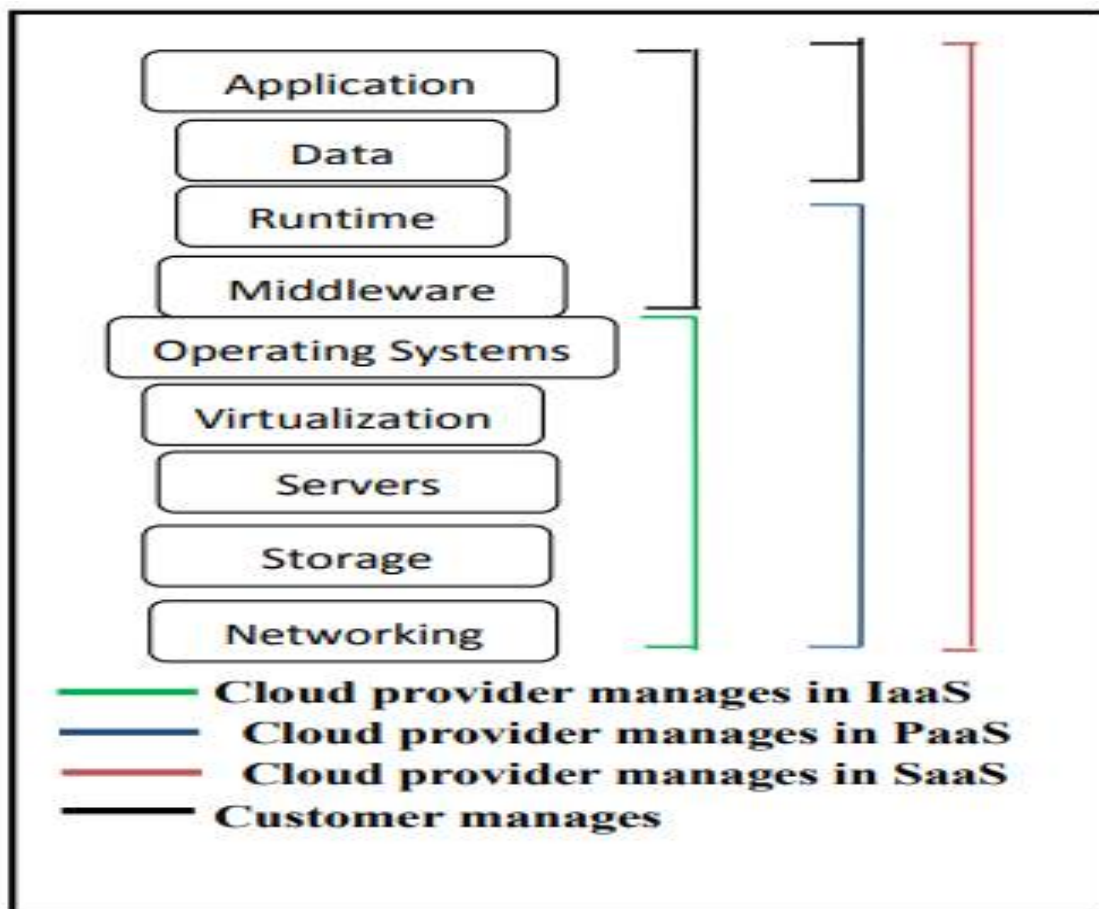 Application
Data
Runtime
Middleware
Operating Systems
Virtualization
Servers
Storage
Networking
Cloud provider manages in IaaS
Cloud provider manages in PaaS
Cloud provider manages in SaaS
Customer manages